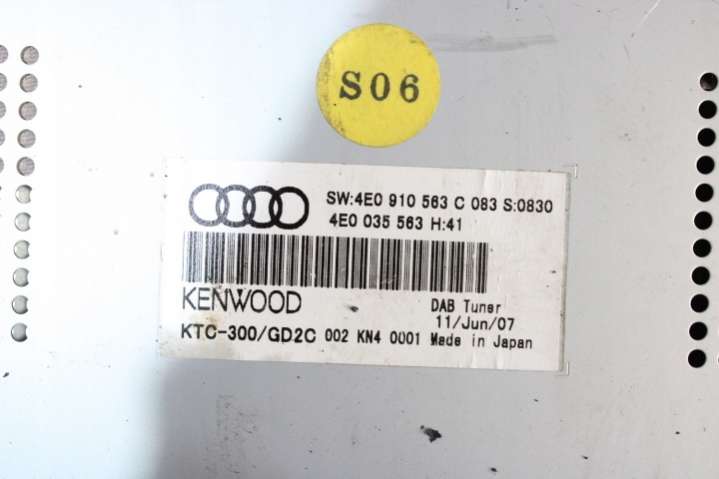 S06
SW:4E0 910 563 C 083 S:0830
4E0 035 563 H:41
KENWOOD
DAB Tuner
11/Jun/07
KTC-300/GD2C 002 KN4 0001 Made in Japan